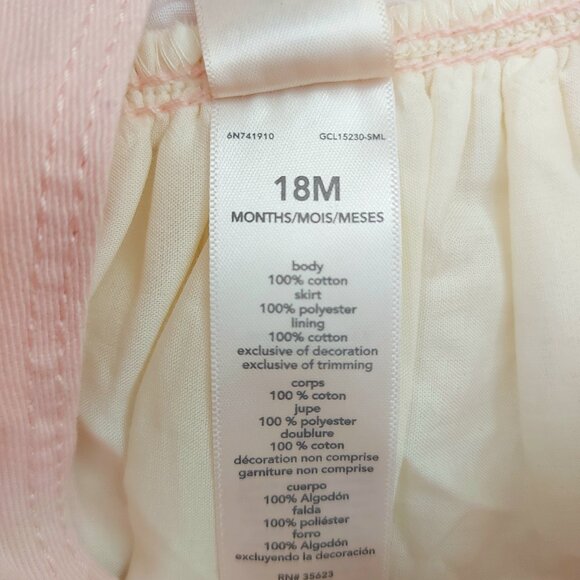 6N741910 GCL15230-SML
18M
MONTHS/MOIS/MESES
body
100% cotton
skirt
100% polyester
lining
100% cotton
exclusive of decoration
exclusive of trimming
corps
100 % coton
jupe
100 % polyester
doublure
100 % coton
décoration non comprise
garniture non comprise
cuerpo
100% Algodón
falda
100% poliéster
forro
100% Algodón
excluyendo la decoración
RN# 35623